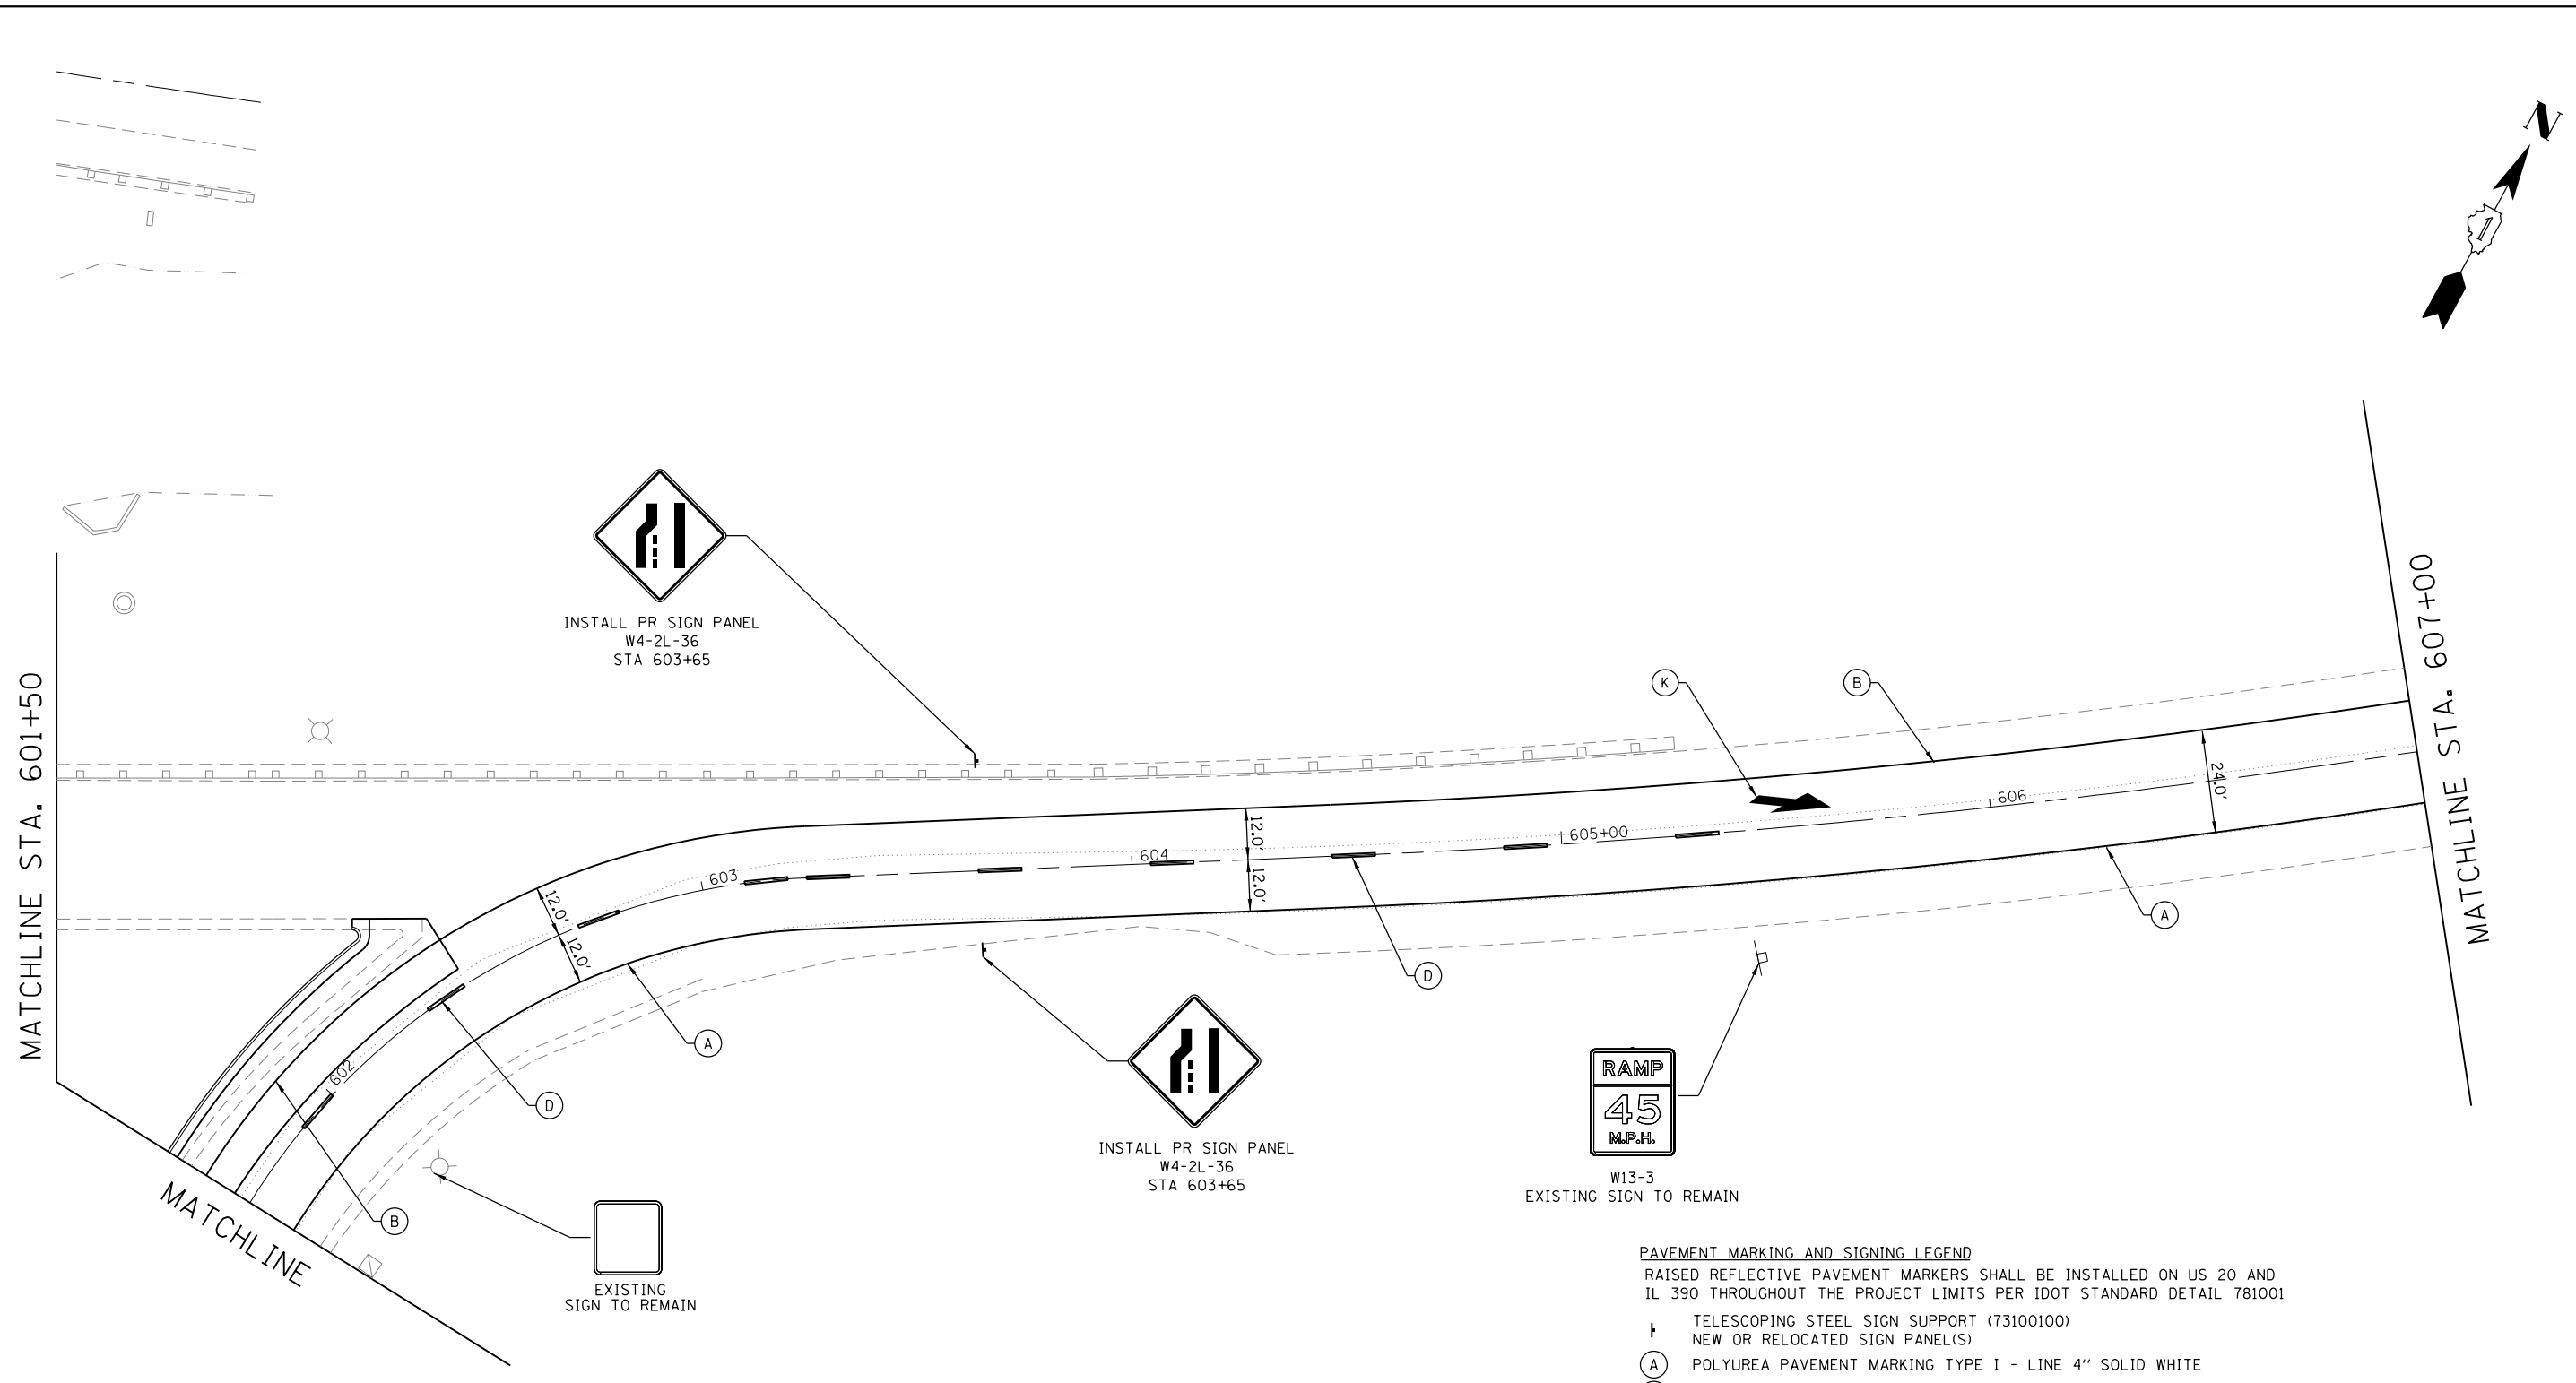 N
1
MATCHLINE STA. 601+50
MATCHLINE STA. 607+00
INSTALL PR SIGN PANEL
W4-2L-36
STA 603+65
K
B
24.0'
606
605+00
12.0'
12.0'
604
603
12.0'
12.0'
602
A
D
A
D
B
MATCHLINE
INSTALL PR SIGN PANEL
W4-2L-36
STA 603+65
RAMP
45
M.P.H.
W13-3
EXISTING SIGN TO REMAIN
EXISTING
SIGN TO REMAIN
PAVEMENT MARKING AND SIGNING LEGEND
RAISED REFLECTIVE PAVEMENT MARKERS SHALL BE INSTALLED ON US 20 AND
IL 390 THROUGHOUT THE PROJECT LIMITS PER IDOT STANDARD DETAIL 781001
TELESCOPING STEEL SIGN SUPPORT (73100100)
NEW OR RELOCATED SIGN PANEL(S)
A POLYUREA PAVEMENT MARKING TYPE I - LINE 4'' SOLID WHITE